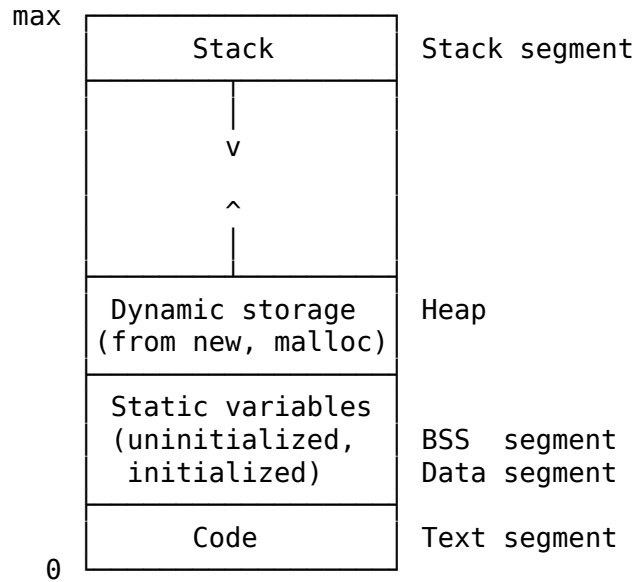 max
Stack Stack segment
v
^
Dynamic storage Heap
(from new, malloc)
Static variables
(uninitialized, BSS segment
initialized) Data segment
Code Text segment
0